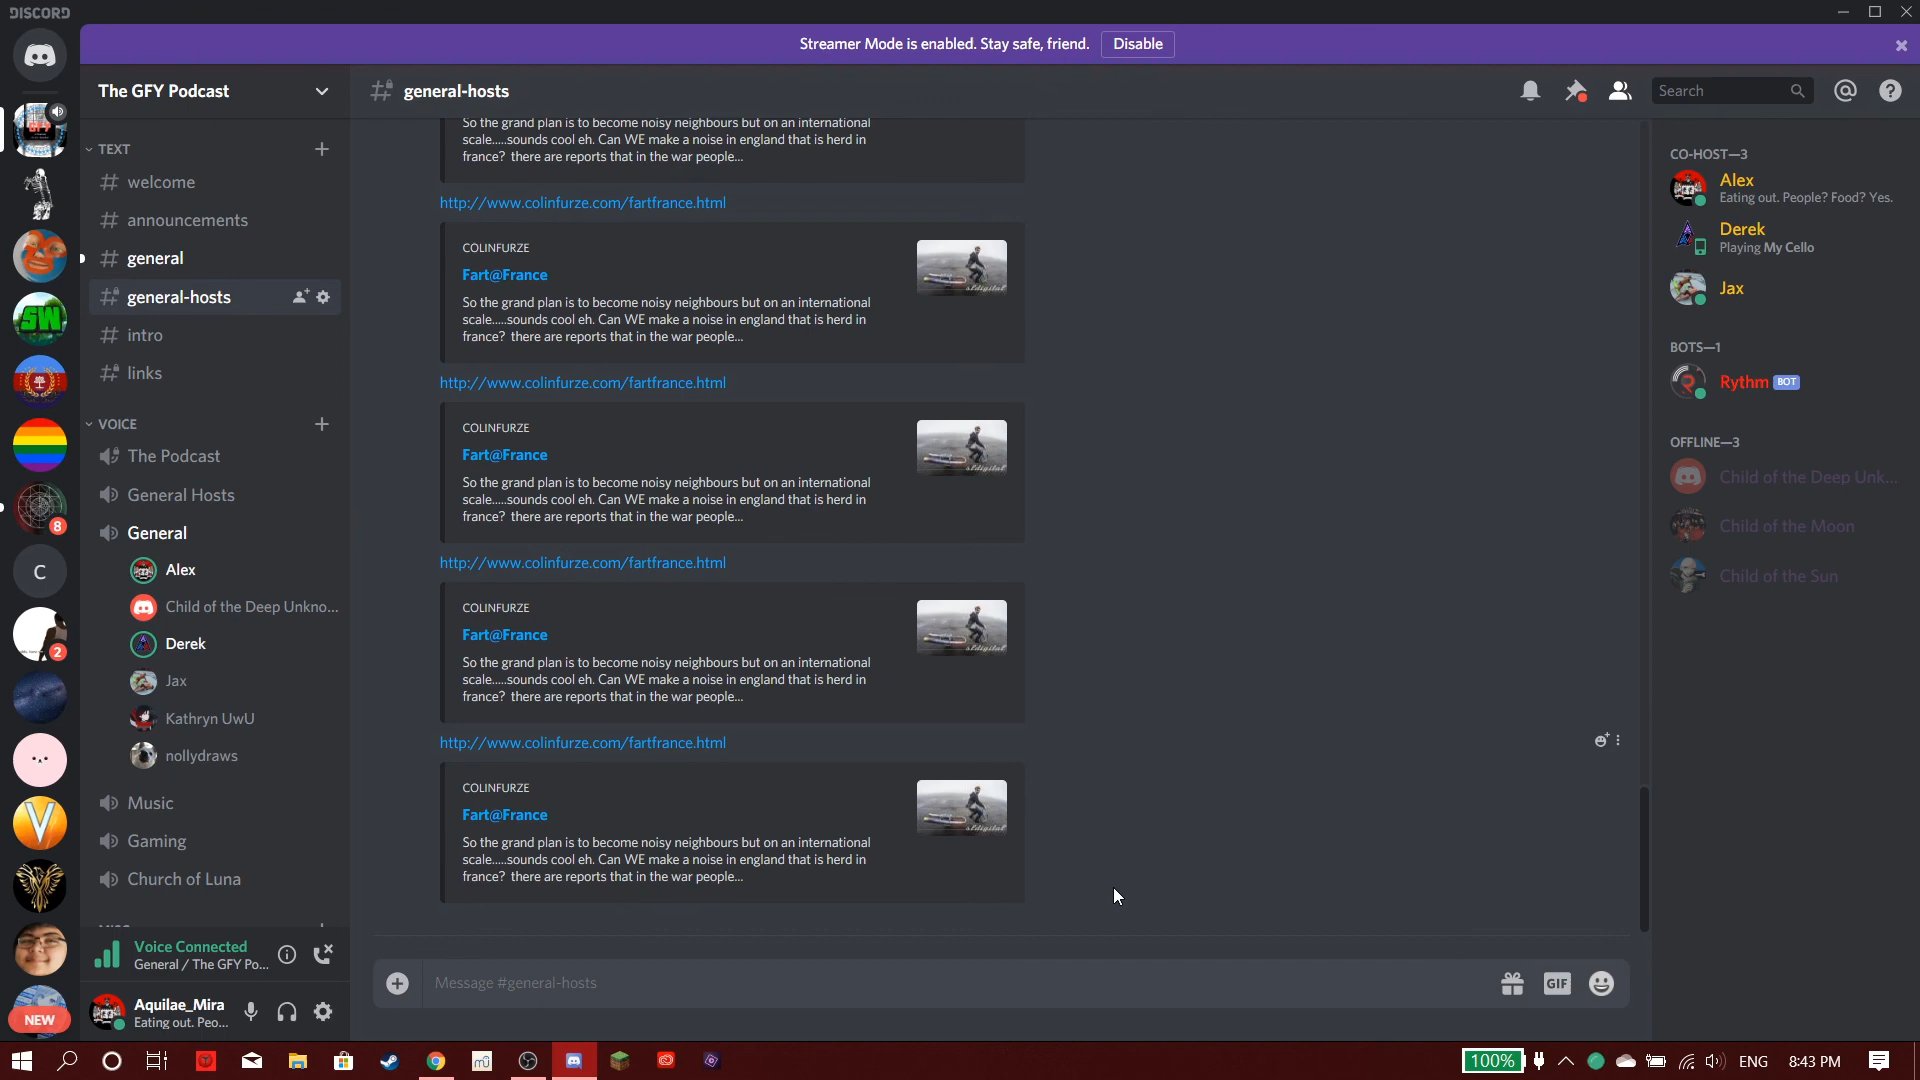 DISCORD
Streamer Mode is enabled. Stay safe, friend.
Disable
The GFY Podcast
general-hosts
Search
TEXT
welcome
announcements
general
general-hosts
intro
links
VOICE
The Podcast
General Hosts
General
Alex
Child of the Deep Unkno...
Derek
Jax
Kathryn UwU
nollydraws
Music
Gaming
Church of Luna
Voice Connected
General / The GFY Po...
Aquilae_Mira
Eating out. Peo...
GFY
SW
8
C
2
V
NEW
So the grand plan is to become noisy neighbours but on an international
scale.....sounds cool eh. Can WE make a noise in england that is herd in
france? there are reports that in the war people...
http://www.colinfurze.com/fartfrance.html
COLINFURZE
Fart@France
So the grand plan is to become noisy neighbours but on an international
scale.....sounds cool eh. Can WE make a noise in england that is herd in
france? there are reports that in the war people...
http://www.colinfurze.com/fartfrance.html
COLINFURZE
Fart@France
So the grand plan is to become noisy neighbours but on an international
scale.....sounds cool eh. Can WE make a noise in england that is herd in
france? there are reports that in the war people...
http://www.colinfurze.com/fartfrance.html
COLINFURZE
Fart@France
So the grand plan is to become noisy neighbours but on an international
scale.....sounds cool eh. Can WE make a noise in england that is herd in
france? there are reports that in the war people...
http://www.colinfurze.com/fartfrance.html
COLINFURZE
Fart@France
So the grand plan is to become noisy neighbours but on an international
scale.....sounds cool eh. Can WE make a noise in england that is herd in
france? there are reports that in the war people...
Message #general-hosts
GIF
CO-HOST—3
Alex
Eating out. People? Food? Yes.
Derek
Playing My Cello
Jax
BOTS—1
Rythm BOT
OFFLINE—3
Child of the Deep Unk...
Child of the Moon
Child of the Sun
100%
ENG
8:43 PM